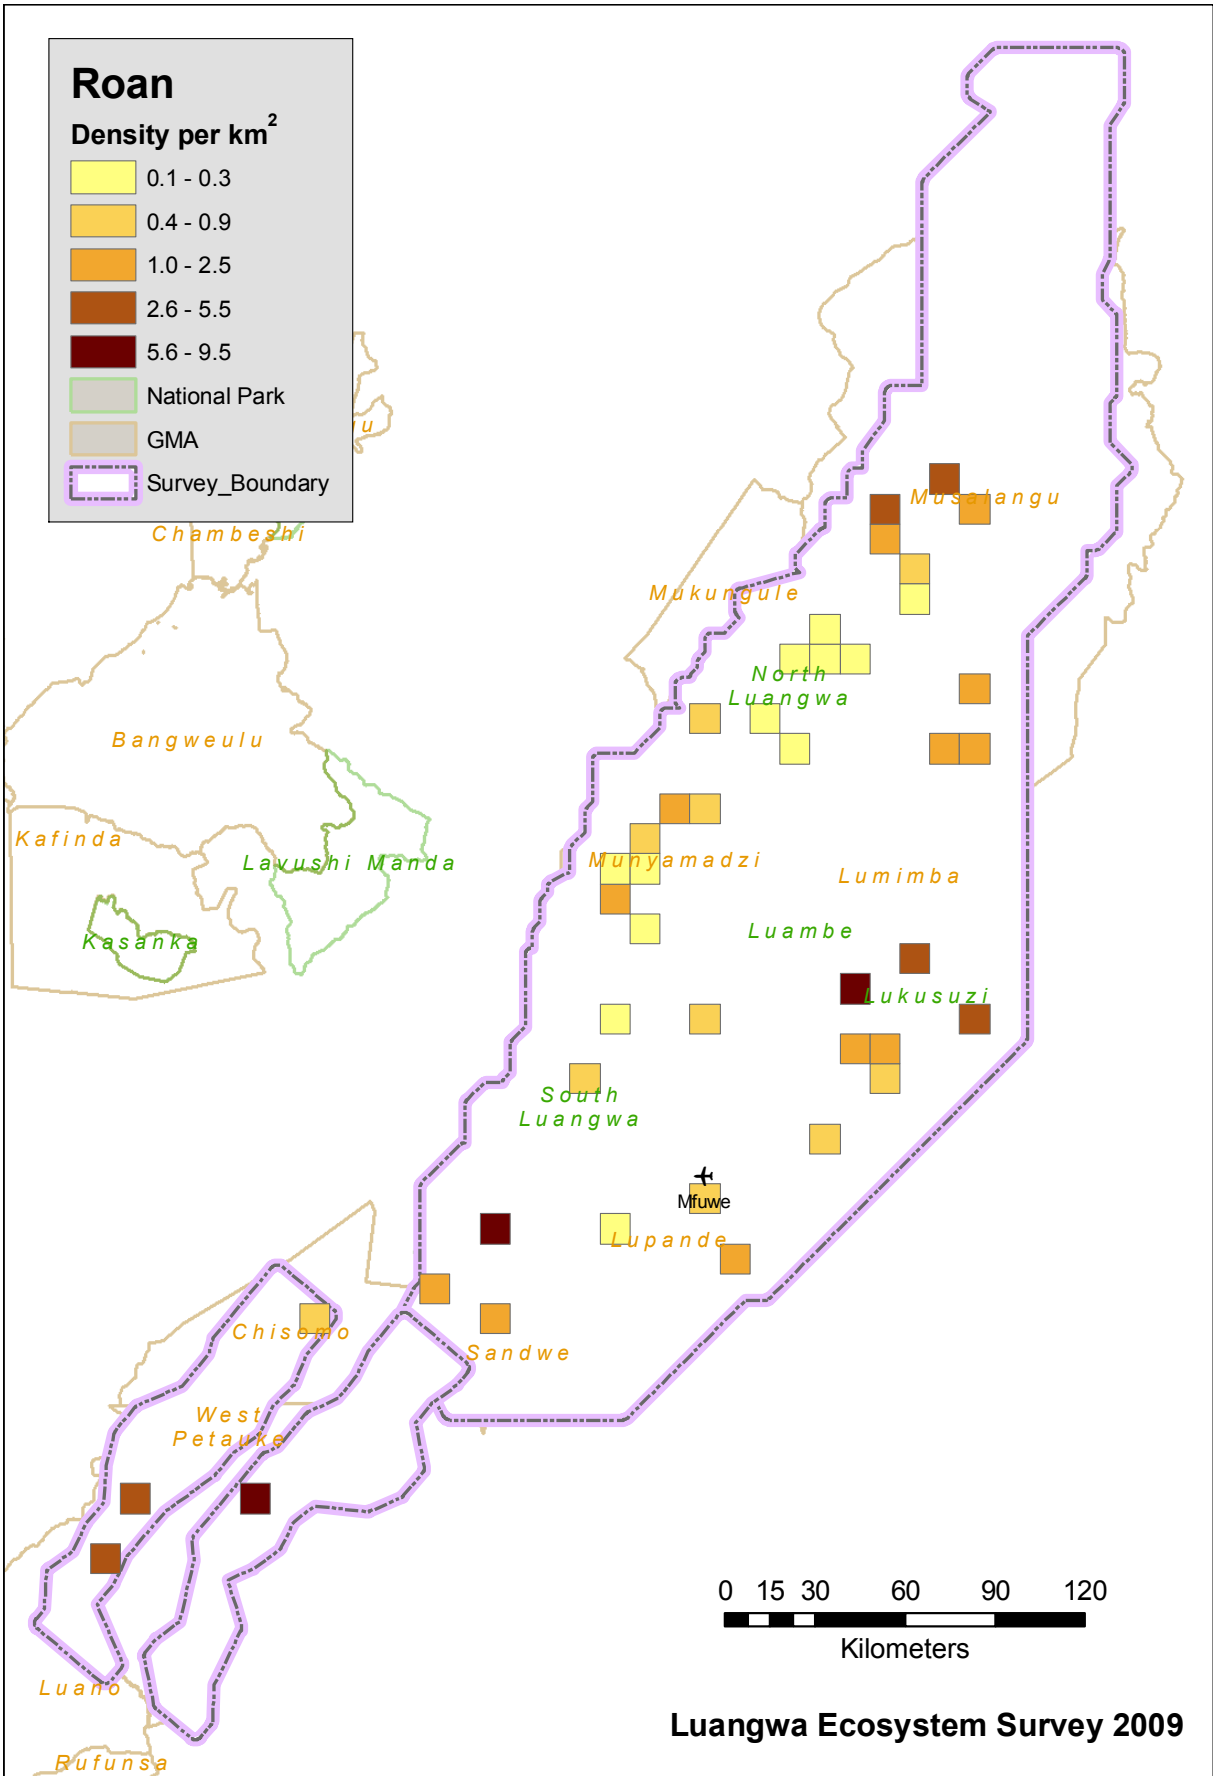 Roan
Density per km²
0.1 - 0.3
0.4 - 0.9
1.0 - 2.5
2.6 - 5.5
5.6 - 9.5
National Park
GMA
Survey_Boundary
Chambeshi
Musalangu
Mukungule
North
Luangwa
Bangweulu
Kafinda
Lavushi Manda
Munyamadzi
Lumimba
Kasanka
Luambe
Lukusuzi
South
Luangwa
Mfuwe
Lupande
Chisomo
Sandwe
West
Petauke
Luano
Rufunsa
0 15 30 60 90 120
Kilometers
Luangwa Ecosystem Survey 2009